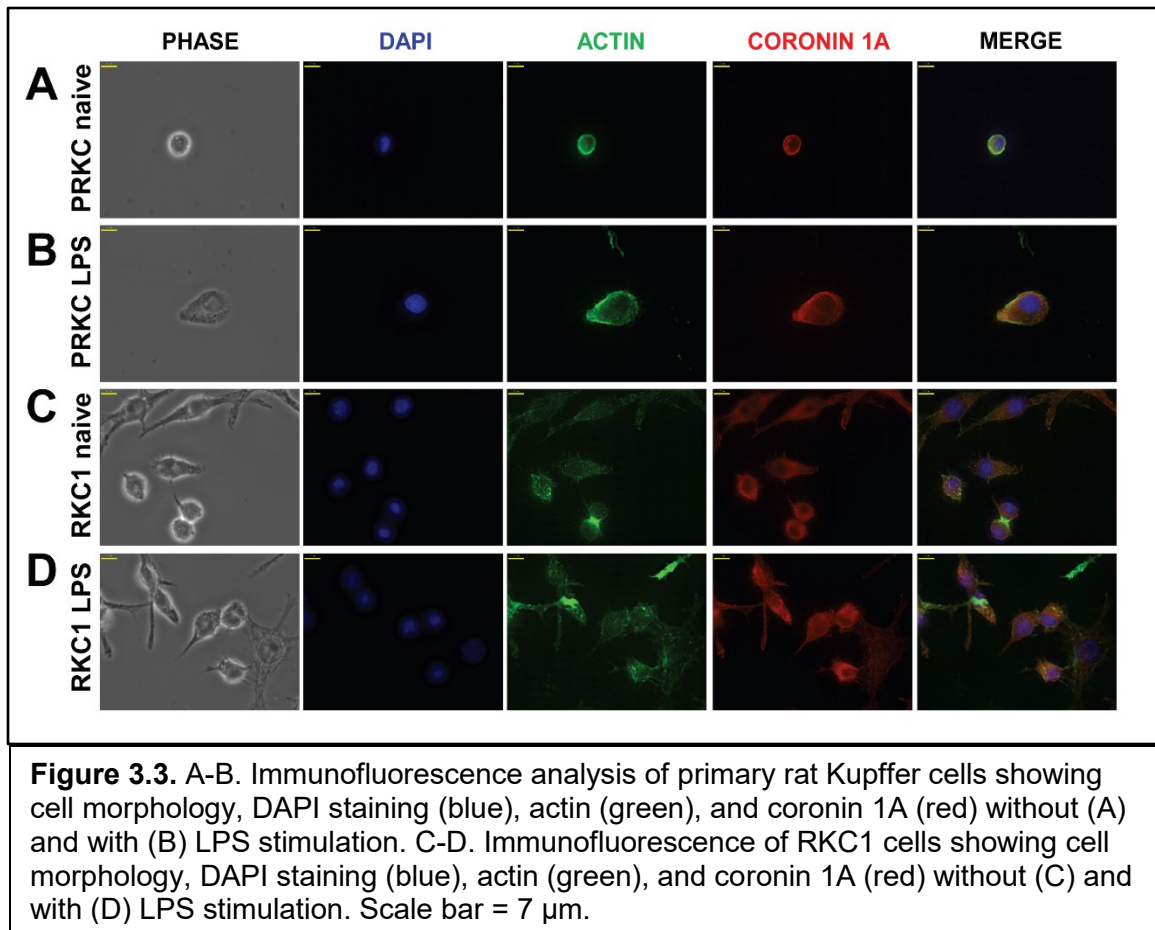 PHASE DAPI ACTIN CORONIN 1A MERGE
A PRKC naive
B PRKC LPS
C RKC1 naive
D RKC1 LPS
Figure 3.3. A-B. Immunofluorescence analysis of primary rat Kupffer cells showing
cell morphology, DAPI staining (blue), actin (green), and coronin 1A (red) without (A)
and with (B) LPS stimulation. C-D. Immunofluorescence of RKC1 cells showing cell
morphology, DAPI staining (blue), actin (green), and coronin 1A (red) without (C) and
with (D) LPS stimulation. Scale bar = 7 µm.